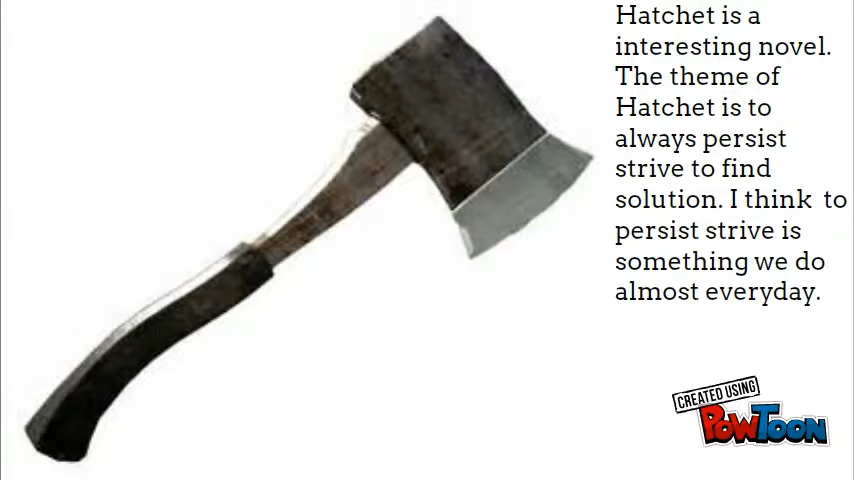 Hatchet is a
interesting novel.
The theme of
Hatchet is to
always persist
strive to find
solution. I think  to
persist strive is
something we do
almost everyday.
CREATED USING
PowToon